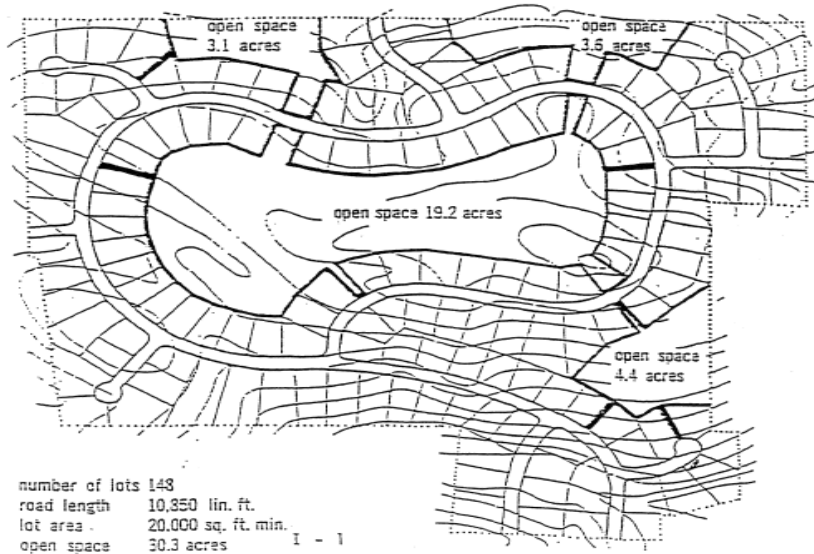 open space
3.1 acres
open space
3.6 acres
open space 19.2 acres
open space
4.4 acres
number of lots 148
road length 10,350 lin. ft.
lot area 20.000 sq. ft. min.
open space 30.3 acres
I - 1